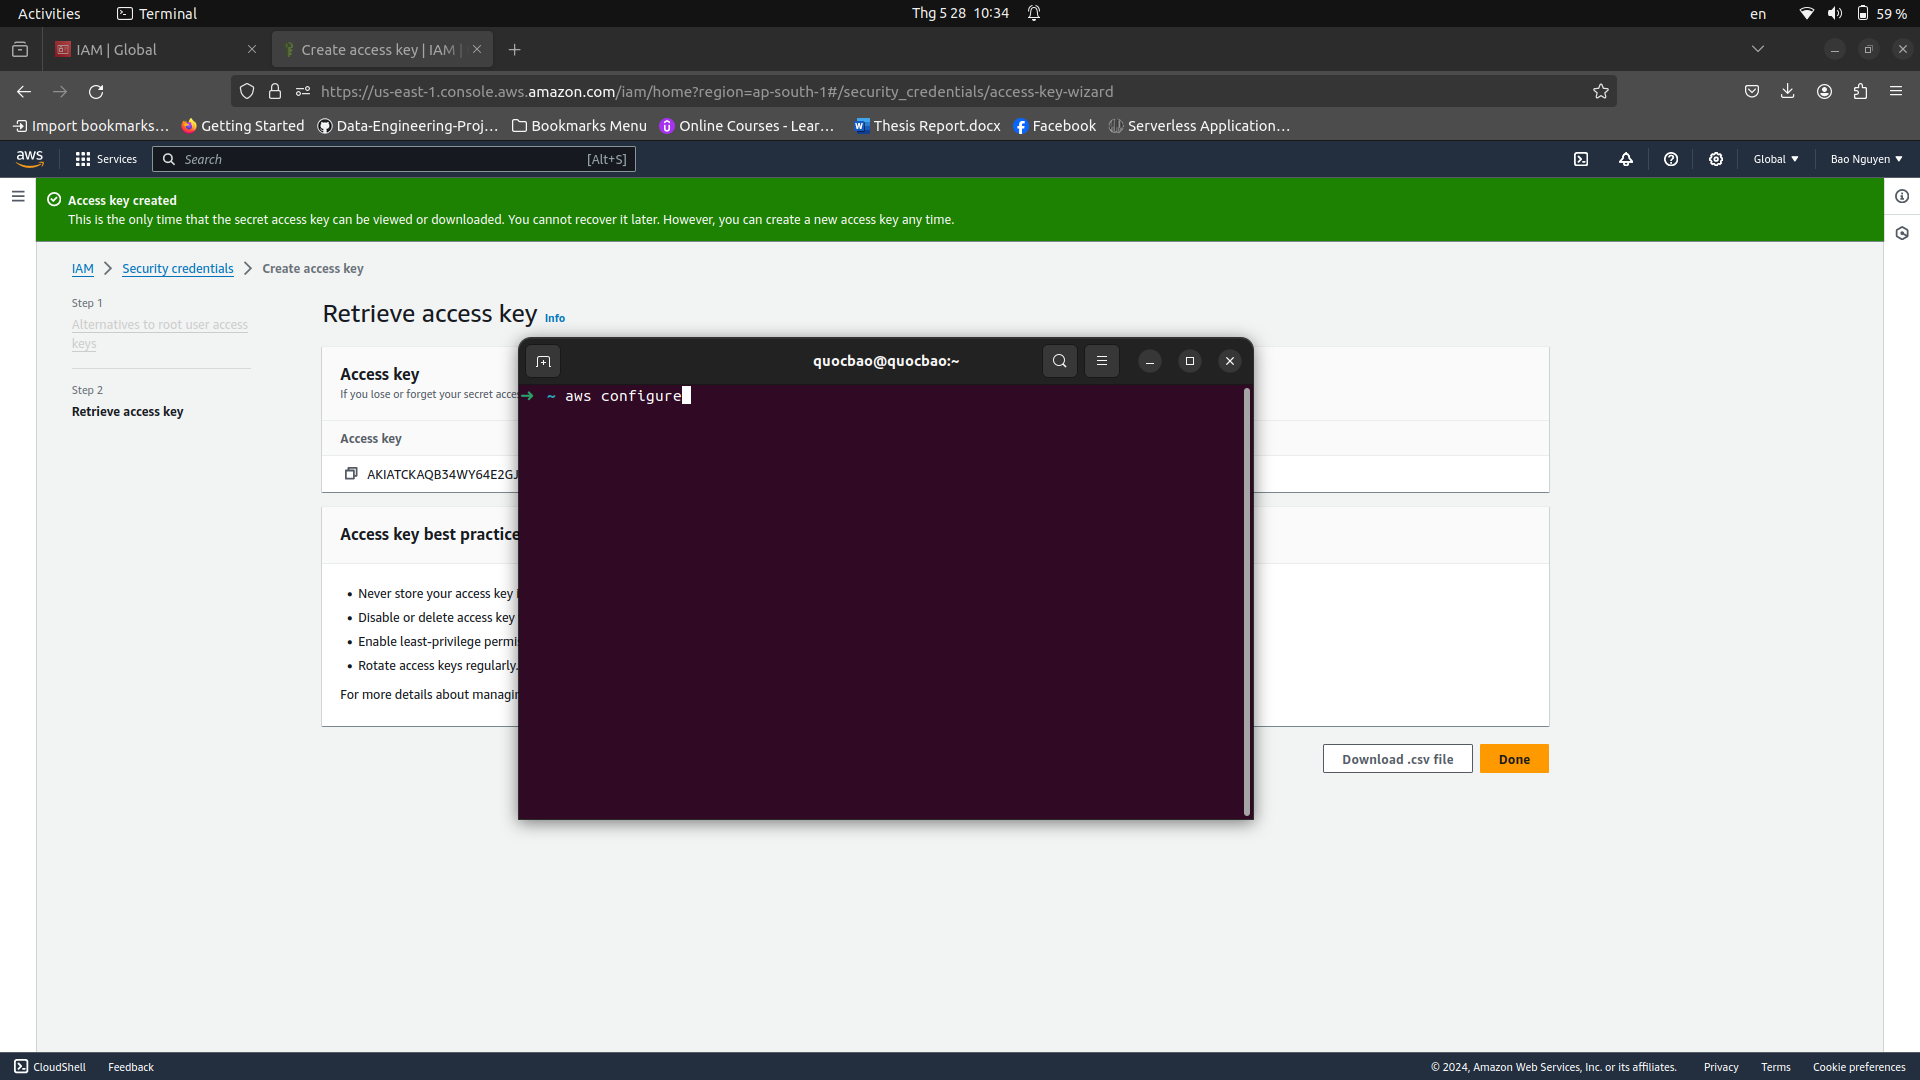 Activities
Terminal
Thg 5 28 10:34
en
59 %
IAM | Global
Create access key | IAM |
https://us-east-1.console.aws.amazon.com/iam/home?region=ap-south-1#/security_credentials/access-key-wizard
Import bookmarks…
Getting Started
Data-Engineering-Proj…
Bookmarks Menu
Online Courses - Lear…
Thesis Report.docx
Facebook
Serverless Application…
aws
Services
Search
[Alt+S]
Global
Bao Nguyen
Access key created
This is the only time that the secret access key can be viewed or downloaded. You cannot recover it later. However, you can create a new access key any time.
IAM
Security credentials
Create access key
Step 1
Alternatives to root user access
keys
Step 2
Retrieve access key
Retrieve access key
Info
Access key
If you lose or forget your secret acce
Access key
AKIATCKAQB34WY64E2GJ
Access key best practice
• Never store your access key i
• Disable or delete access key
• Enable least-privilege permis
• Rotate access keys regularly.
For more details about managin
quocbao@quocbao:~
➜ ~ aws configure
Download .csv file
Done
CloudShell
Feedback
© 2024, Amazon Web Services, Inc. or its affiliates.
Privacy
Terms
Cookie preferences